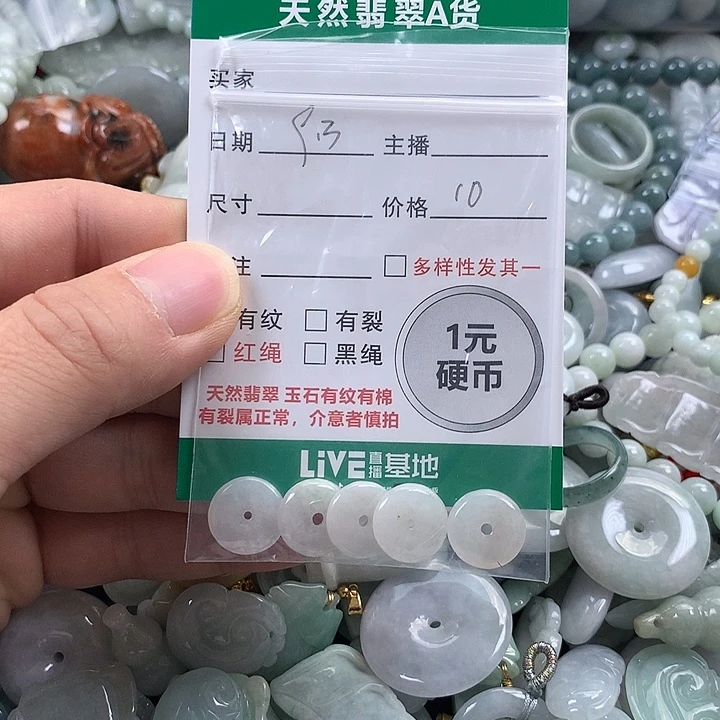 天然翡翠A货
买家
日期 主播
尺寸 价格 10
注 □多样性发其一
有纹 □有裂
□红绳 □黑绳
1元
硬币
天然翡翠 玉石有纹有棉
有裂属正常，介意者慎拍
LiVE直播基地